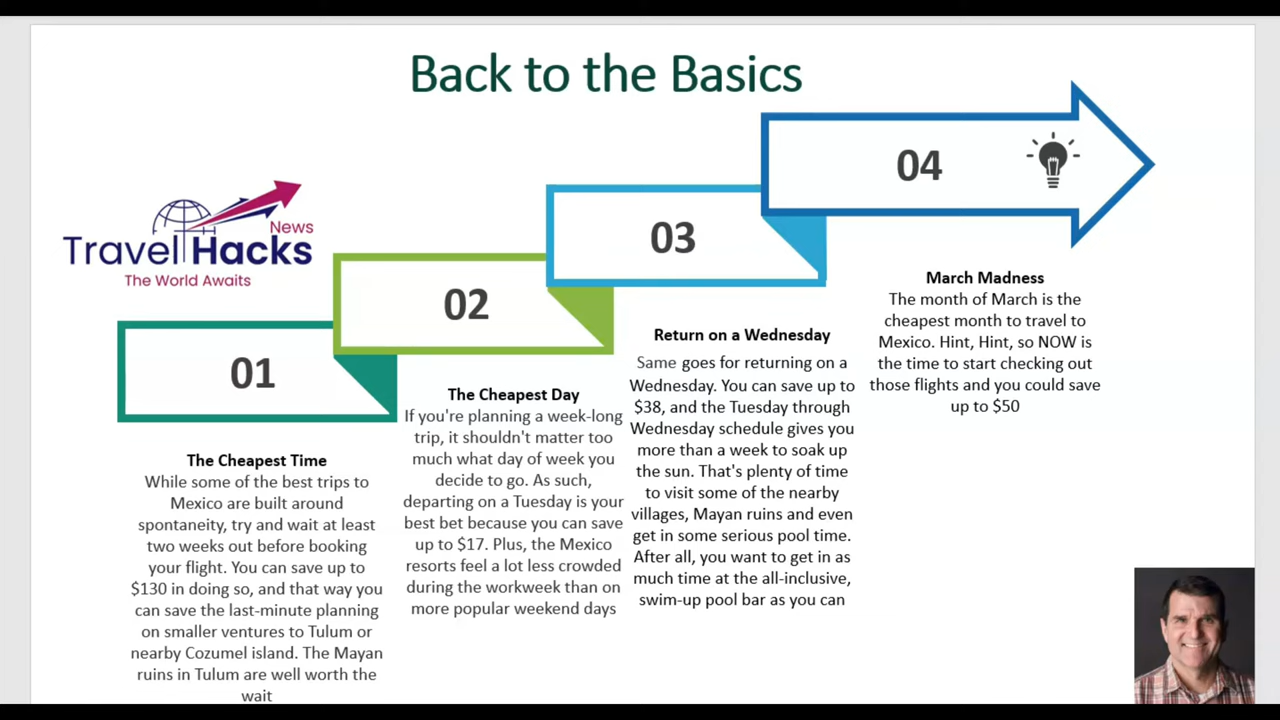 Back to the Basics
News
Travel Hacks
The World Awaits
01
The Cheapest Time
While some of the best trips to
Mexico are built around
spontaneity, try and wait at least
two weeks out before booking
your flight. You can save up to
$130 in doing so, and that way you
can save the last-minute planning
on smaller ventures to Tulum or
nearby Cozumel island. The Mayan
ruins in Tulum are well worth the
wait
02
The Cheapest Day
If you're planning a week-long
trip, it shouldn't matter too
much what day of week you
decide to go. As such,
departing on a Tuesday is your
best bet because you can save
up to $17. Plus, the Mexico
resorts feel a lot less crowded
during the workweek than on
more popular weekend days
03
Return on a Wednesday
Same goes for returning on a
Wednesday. You can save up to
$38, and the Tuesday through
Wednesday schedule gives you
more than a week to soak up
the sun. That's plenty of time
to visit some of the nearby
villages, Mayan ruins and even
get in some serious pool time.
After all, you want to get in as
much time at the all-inclusive,
swim-up pool bar as you can
04
March Madness
The month of March is the
cheapest month to travel to
Mexico. Hint, Hint, so NOW is
the time to start checking out
those flights and you could save
up to $50